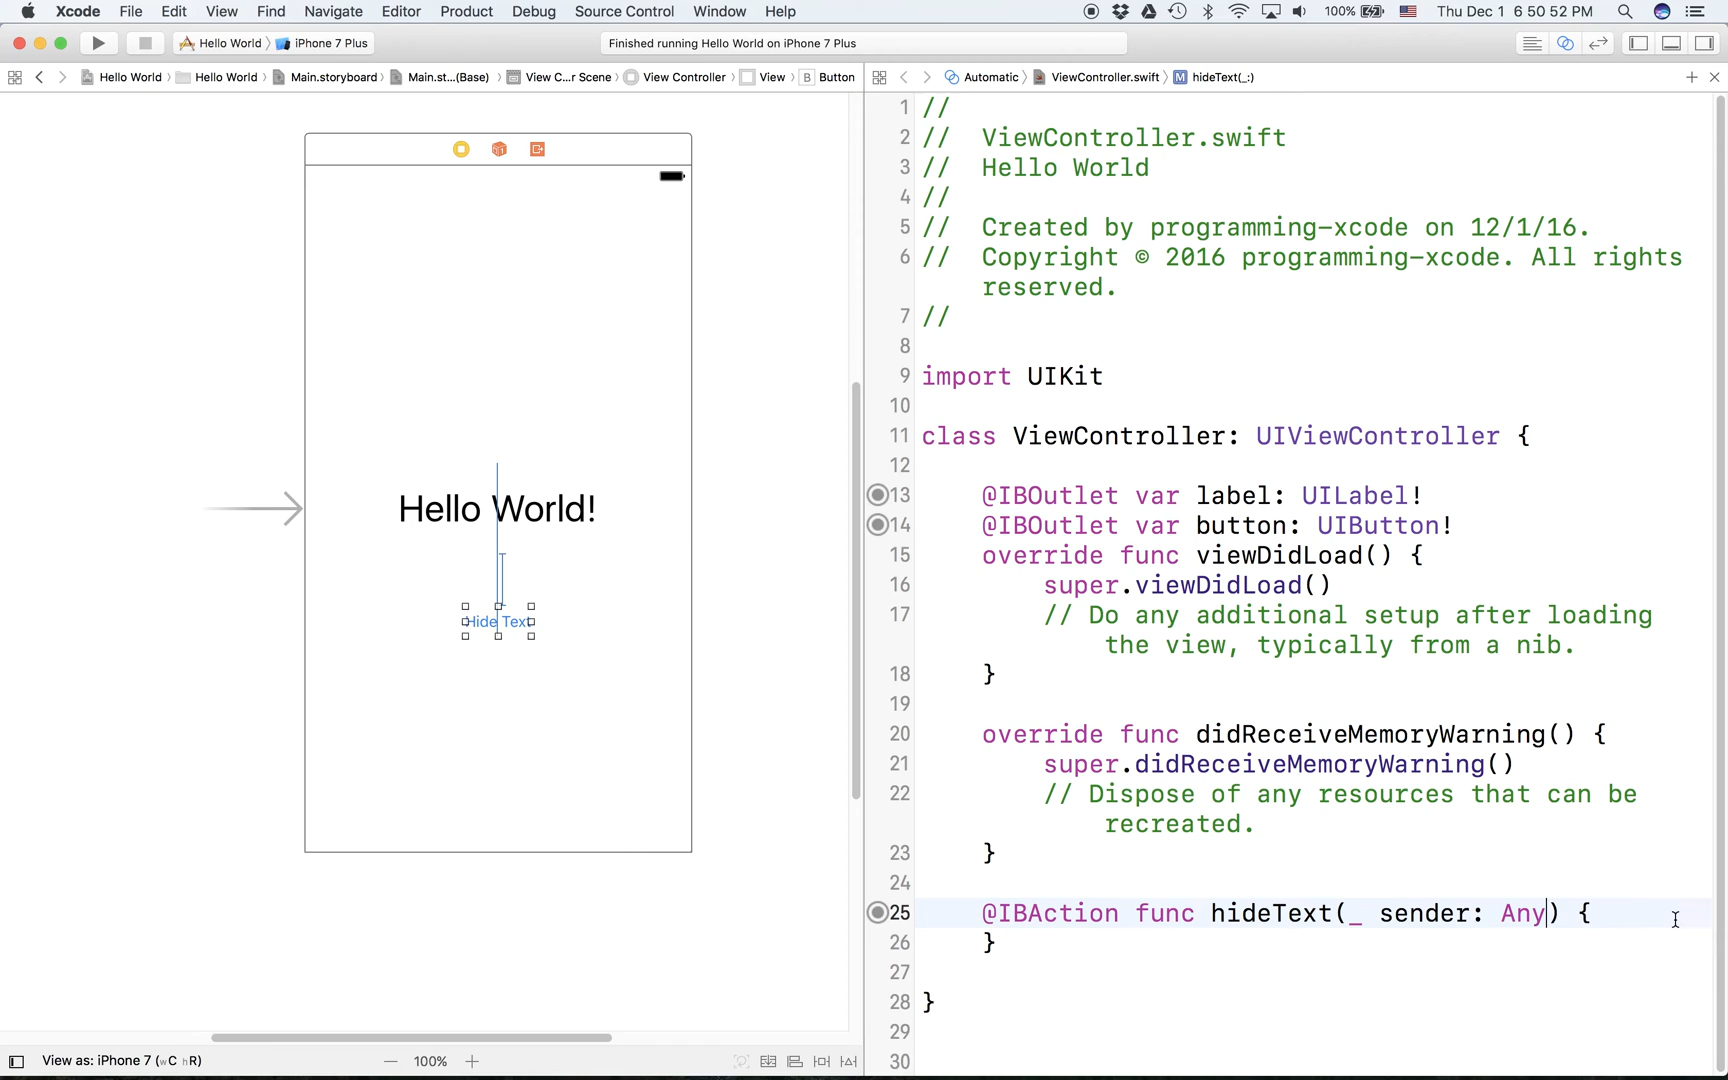 Xcode File Edit View Find Navigate Editor Product Debug Source Control Window Help 100% Thu Dec 1 6 50 52 PM
Hello World iPhone 7 Plus Finished running Hello World on iPhone 7 Plus
Hello World Hello World Main.storyboard Main.st...(Base) View C...r Scene View Controller View B Button
Automatic ViewController.swift M hideText(_:)
Hello World!
Hide Text
1 //
2 //  ViewController.swift
3 //  Hello World
4 //
5 //  Created by programming-xcode on 12/1/16.
6 //  Copyright © 2016 programming-xcode. All rights
reserved.
7 //
8
9 import UIKit
10
11 class ViewController: UIViewController {
12
13 @IBOutlet var label: UILabel!
14 @IBOutlet var button: UIButton!
15 override func viewDidLoad() {
16 super.viewDidLoad()
17 // Do any additional setup after loading
the view, typically from a nib.
18 }
19
20 override func didReceiveMemoryWarning() {
21 super.didReceiveMemoryWarning()
22 // Dispose of any resources that can be
recreated.
23 }
24
25 @IBAction func hideText(_ sender: Any) {
26 }
27
28 }
29
30
View as: iPhone 7 (wC hR) — 100% +